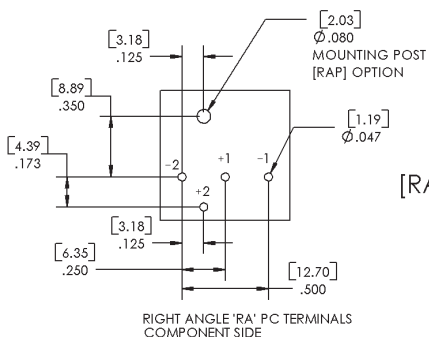 [2.03]
Ø.080
MOUNTING POST
[RAP] OPTION
[3.18]
.125
[8.89]
.350
[1.19]
Ø.047
[4.39]
.173
-2
+1
-1
+2
[RA
[3.18]
.125
[6.35]
.250
[12.70]
.500
RIGHT ANGLE 'RA' PC TERMINALS
COMPONENT SIDE